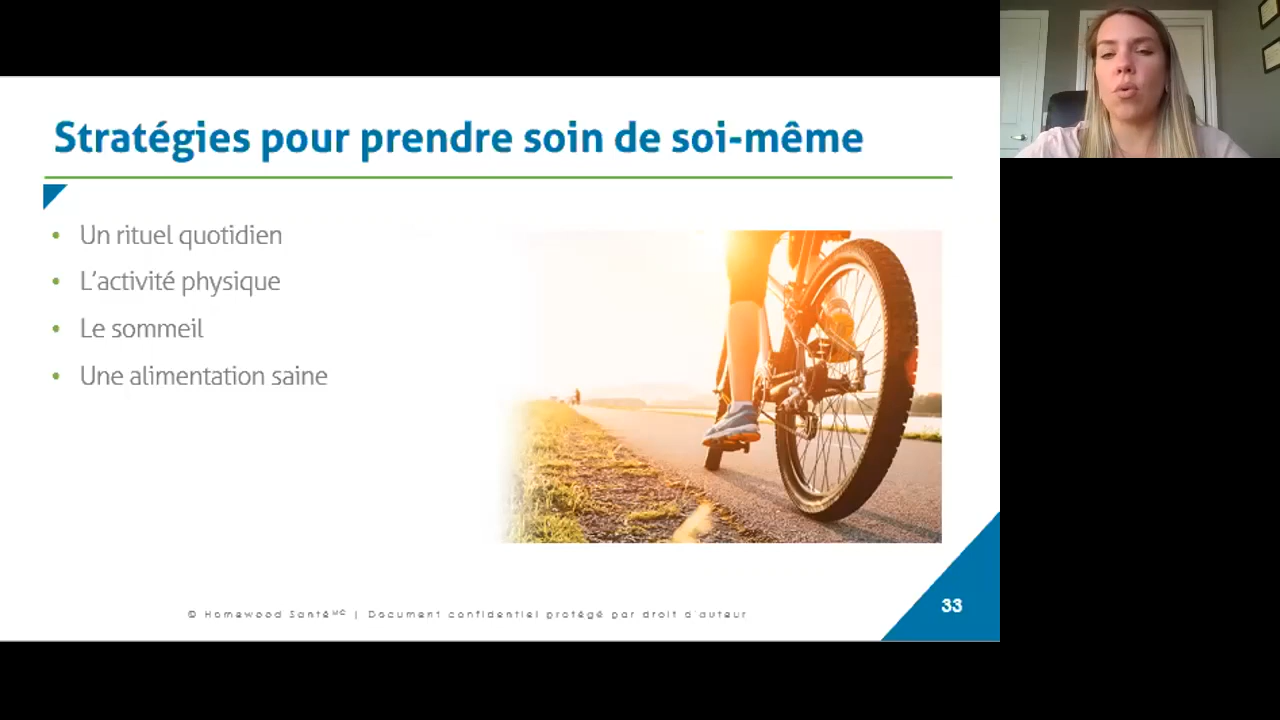 Stratégies pour prendre soin de soi-même
• Un rituel quotidien
• L'activité physique
• Le sommeil
• Une alimentation saine
© Homewood Santé ᴹᶜ | Document confidentiel protégé par droit d'auteur
33